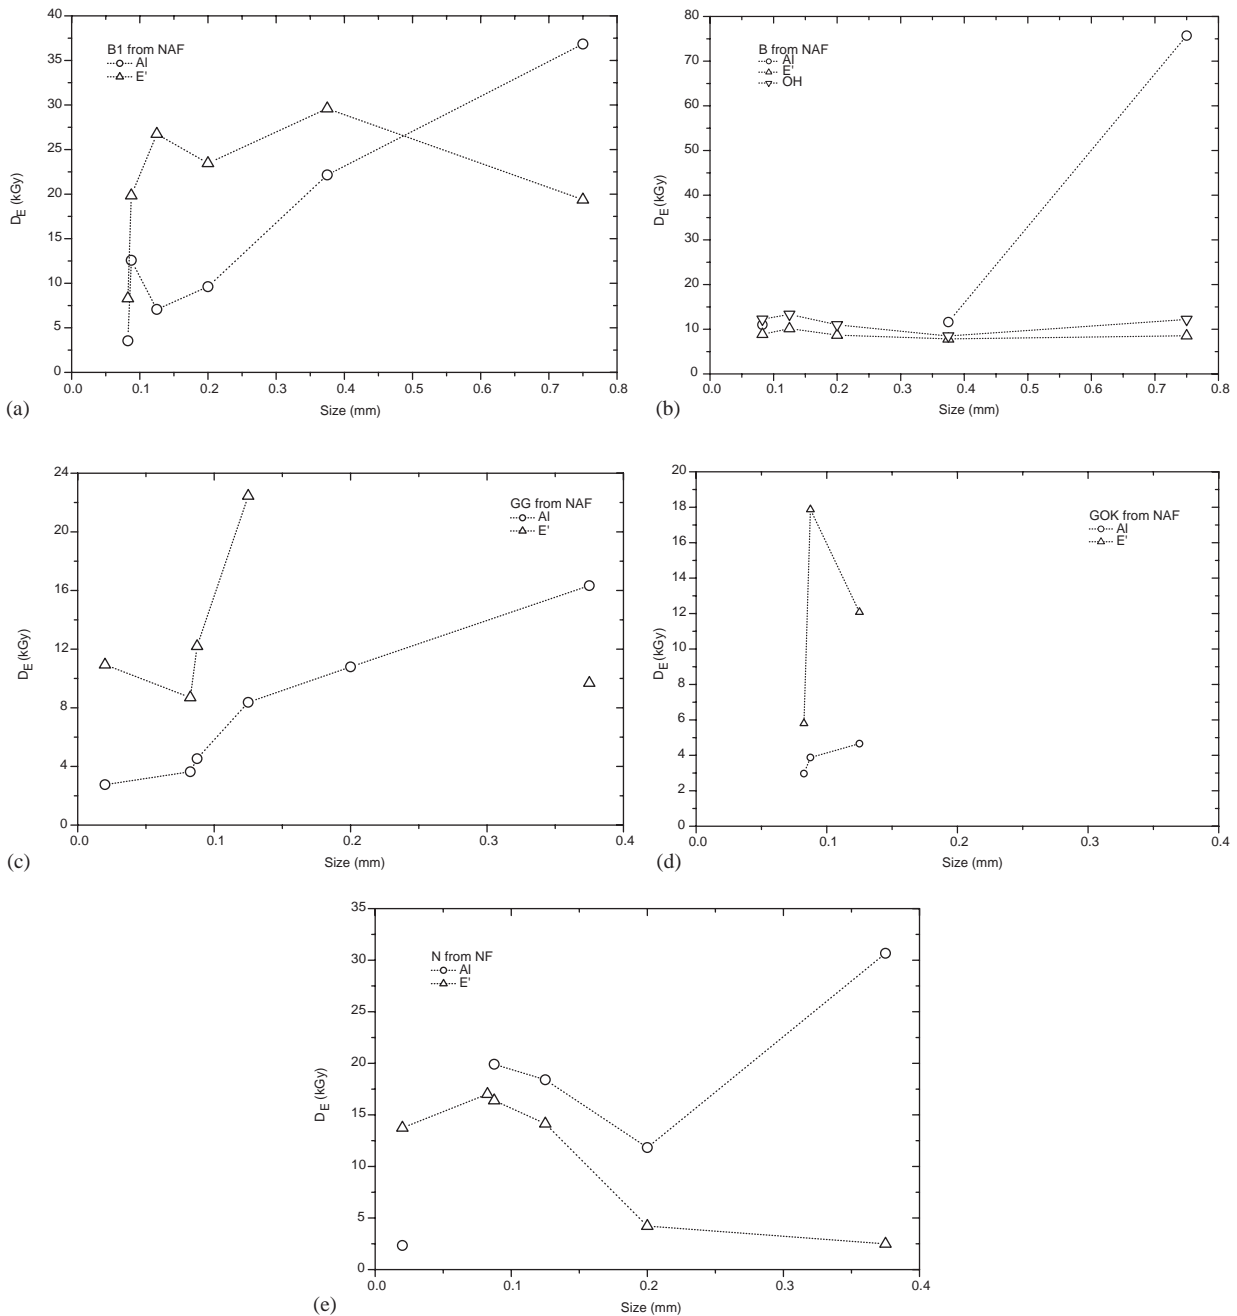 40
35
30
25
20
15
10
5
0
D_E (kGy)
B1 from NAF
Al
E'
0.0 0.1 0.2 0.3 0.4 0.5 0.6 0.7 0.8
Size (mm)
(a)
80
70
60
50
40
30
20
10
0
D_E (kGy)
B from NAF
Al
E'
OH
0.0 0.1 0.2 0.3 0.4 0.5 0.6 0.7 0.8
Size (mm)
(b)
24
20
16
12
8
4
0
D_E (kGy)
GG from NAF
Al
E'
0.0 0.1 0.2 0.3 0.4
Size (mm)
(c)
20
18
16
14
12
10
8
6
4
2
0
D_E (kGy)
GOK from NAF
Al
E'
0.0 0.1 0.2 0.3 0.4
Size (mm)
(d)
35
30
25
20
15
10
5
0
D_E (kGy)
N from NF
Al
E'
0.0 0.1 0.2 0.3 0.4
Size (mm)
(e)